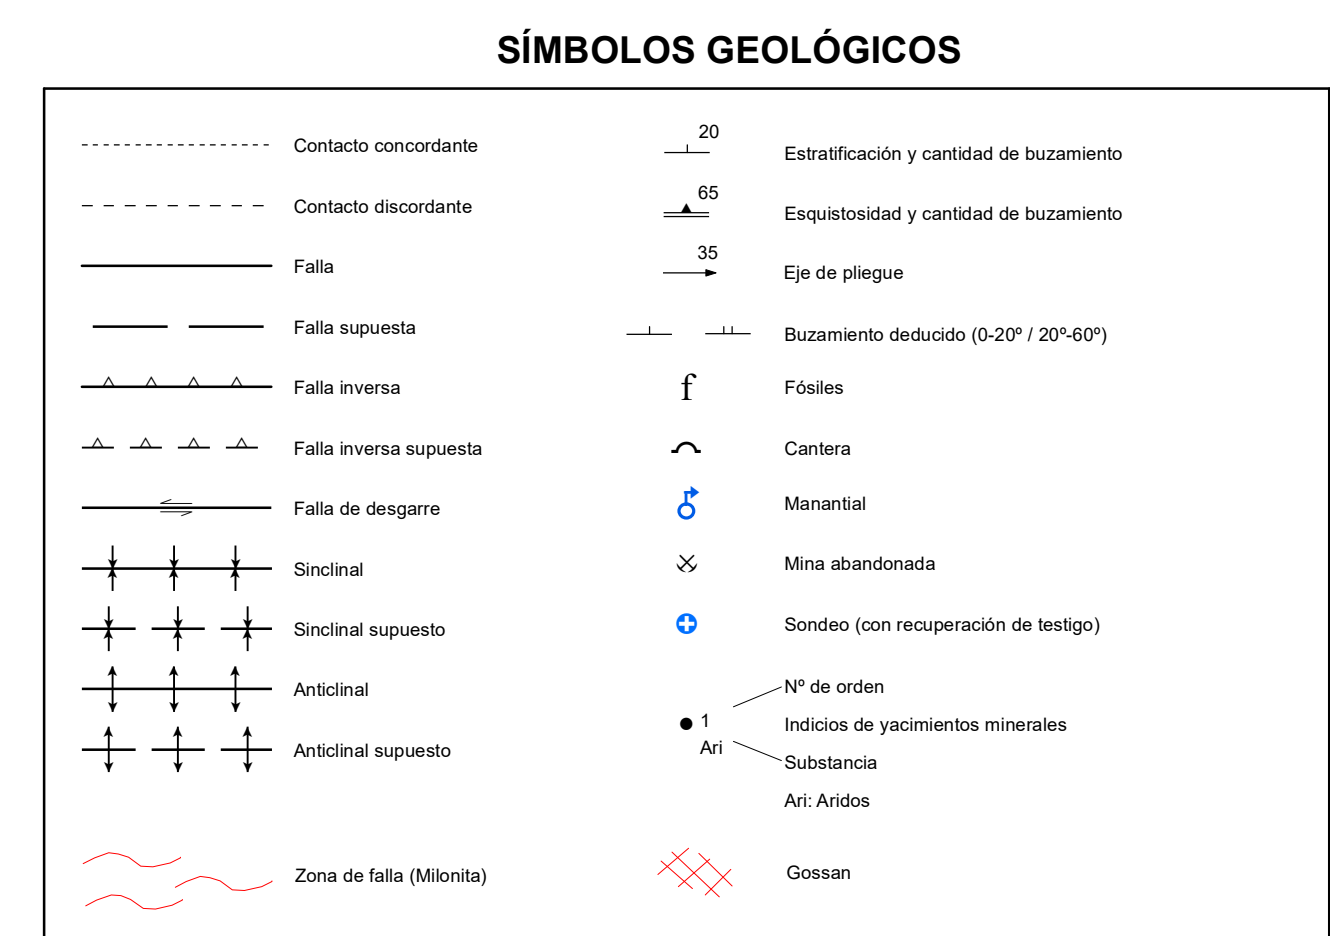 SÍMBOLOS GEOLÓGICOS
Contacto concordante
Contacto discordante
Falla
Falla supuesta
Falla inversa
Falla inversa supuesta
Falla de desgarre
Sinclinal
Sinclinal supuesto
Anticlinal
Anticlinal supuesto
Zona de falla (Milonita)
20
Estratificación y cantidad de buzamiento
65
Esquistosidad y cantidad de buzamiento
35
Eje de pliegue
Buzamiento deducido (0-20º / 20º-60º)
f Fósiles
Cantera
Manantial
Mina abandonada
Sondeo (con recuperación de testigo)
Nº de orden
1 Indicios de yacimientos minerales
Ari
Substancia
Ari: Aridos
Gossan